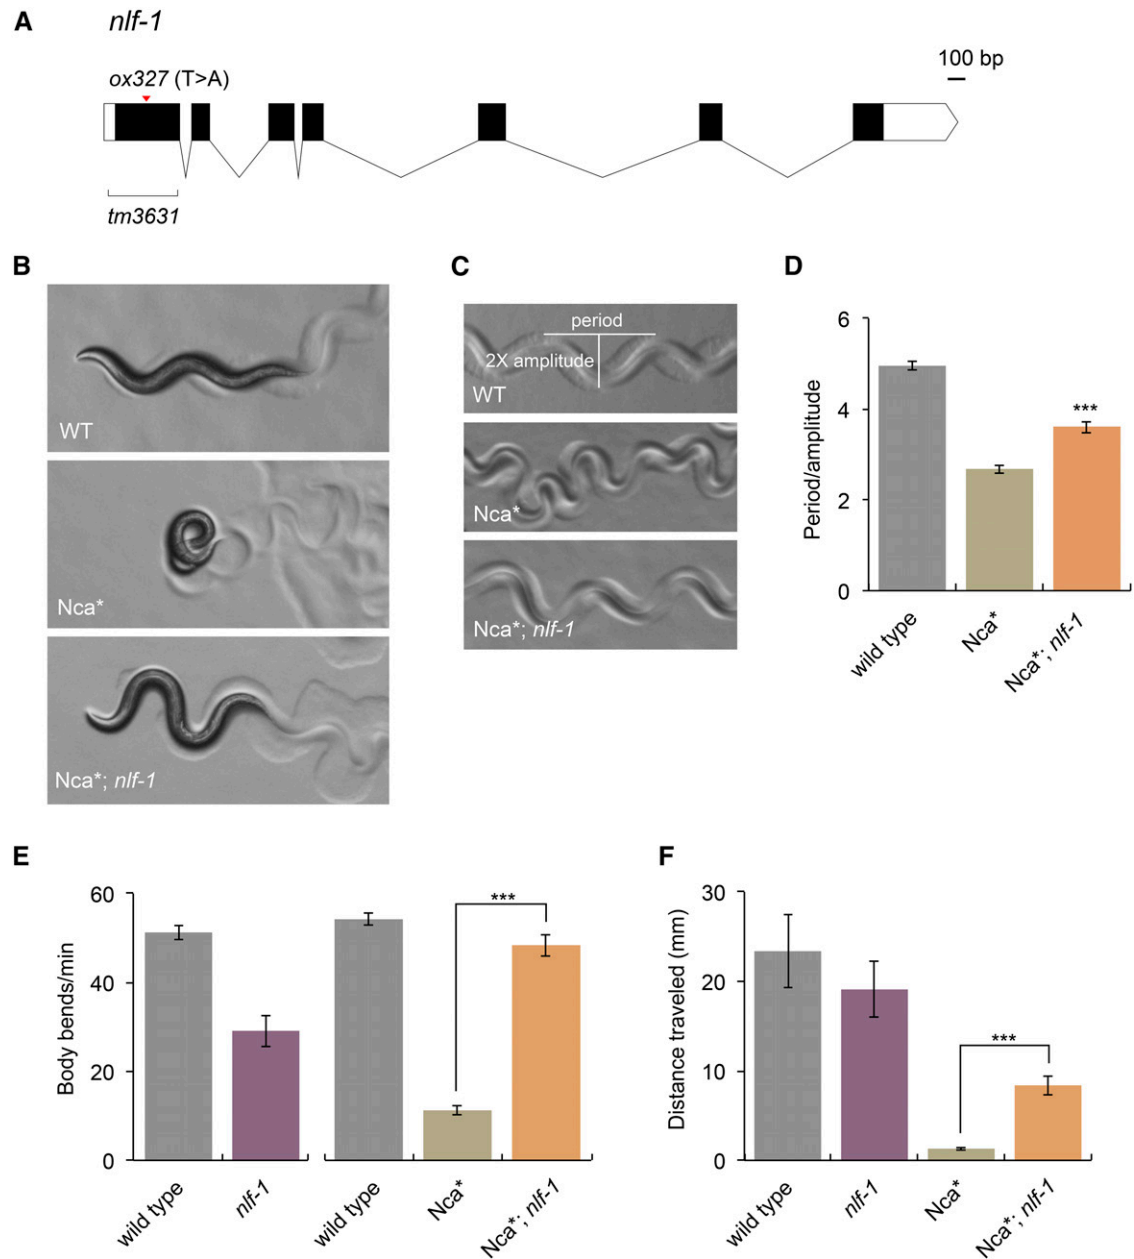 A
nlf-1
ox327 (T>A)
100 bp
tm3631
B
WT
Nca*
Nca*; nlf-1
C
period
2X amplitude
WT
Nca*
Nca*; nlf-1
D
Period/amplitude
6
4
2
0
***
wild type
Nca*
Nca*; nlf-1
E
Body bends/min
60
40
20
0
***
wild type
nlf-1
wild type
Nca*
Nca*; nlf-1
F
Distance traveled (mm)
30
20
10
0
***
wild type
nlf-1
Nca*
Nca*; nlf-1